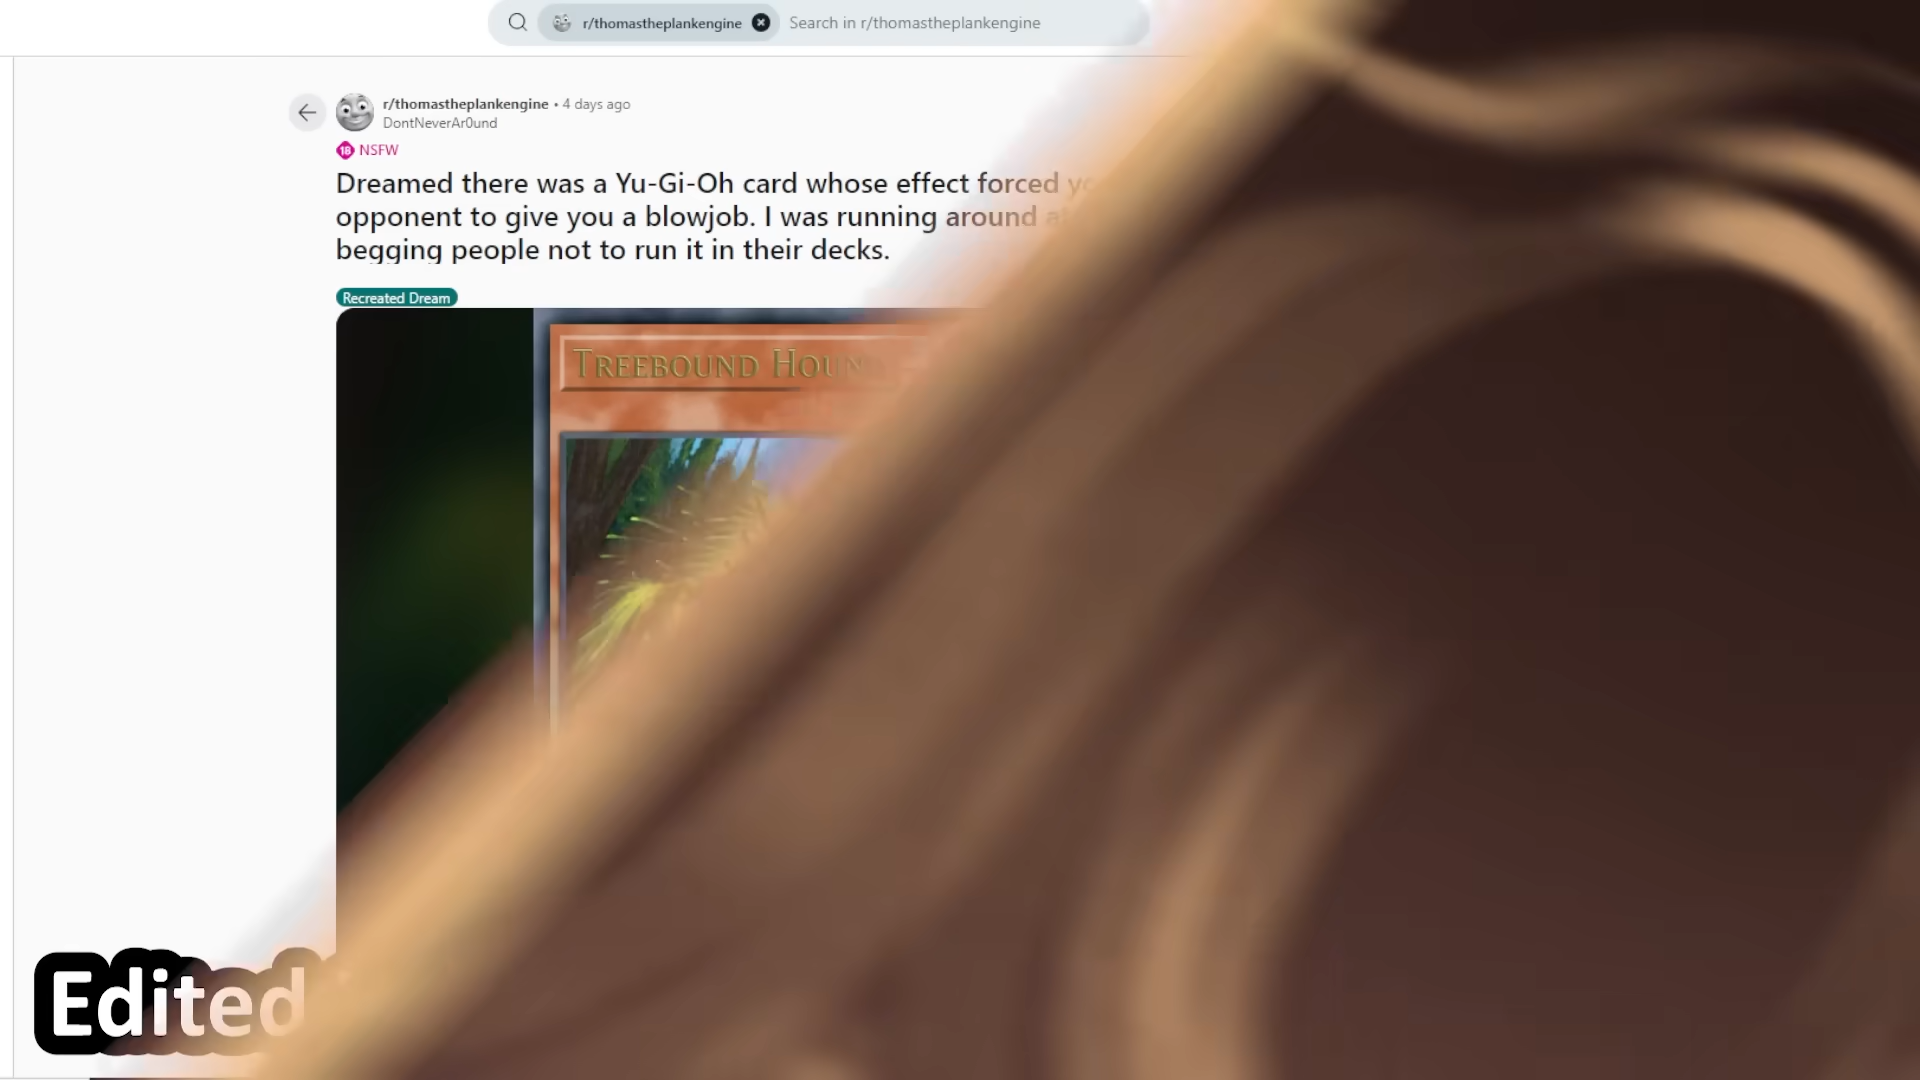 r/thomastheplankengine Search in r/thomastheplankengine
r/thomastheplankengine • 4 days ago
DontNeverAr0und
18 NSFW
Dreamed there was a Yu-Gi-Oh card whose effect forced
opponent to give you a blowjob. I was running around
begging people not to run it in their decks.
Recreated Dream
TREEBOUND
Edited